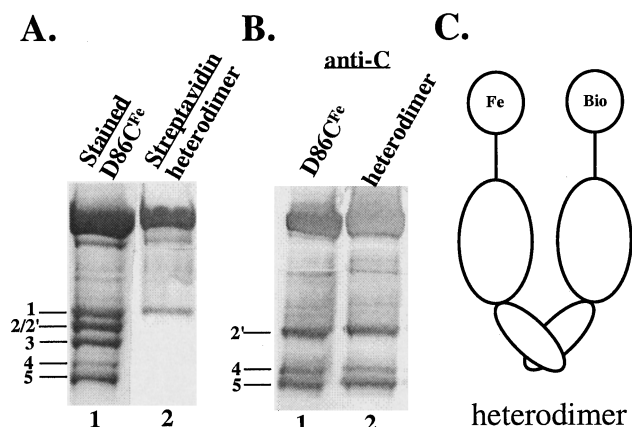 A.
Stained
D86C^Fe
Streptavidin
heterodimer
1
2/2'
3
4
5
1 2
B.
anti-C
D86C^Fe
heterodimer
2'
4
5
1 2
C.
Fe Bio
heterodimer